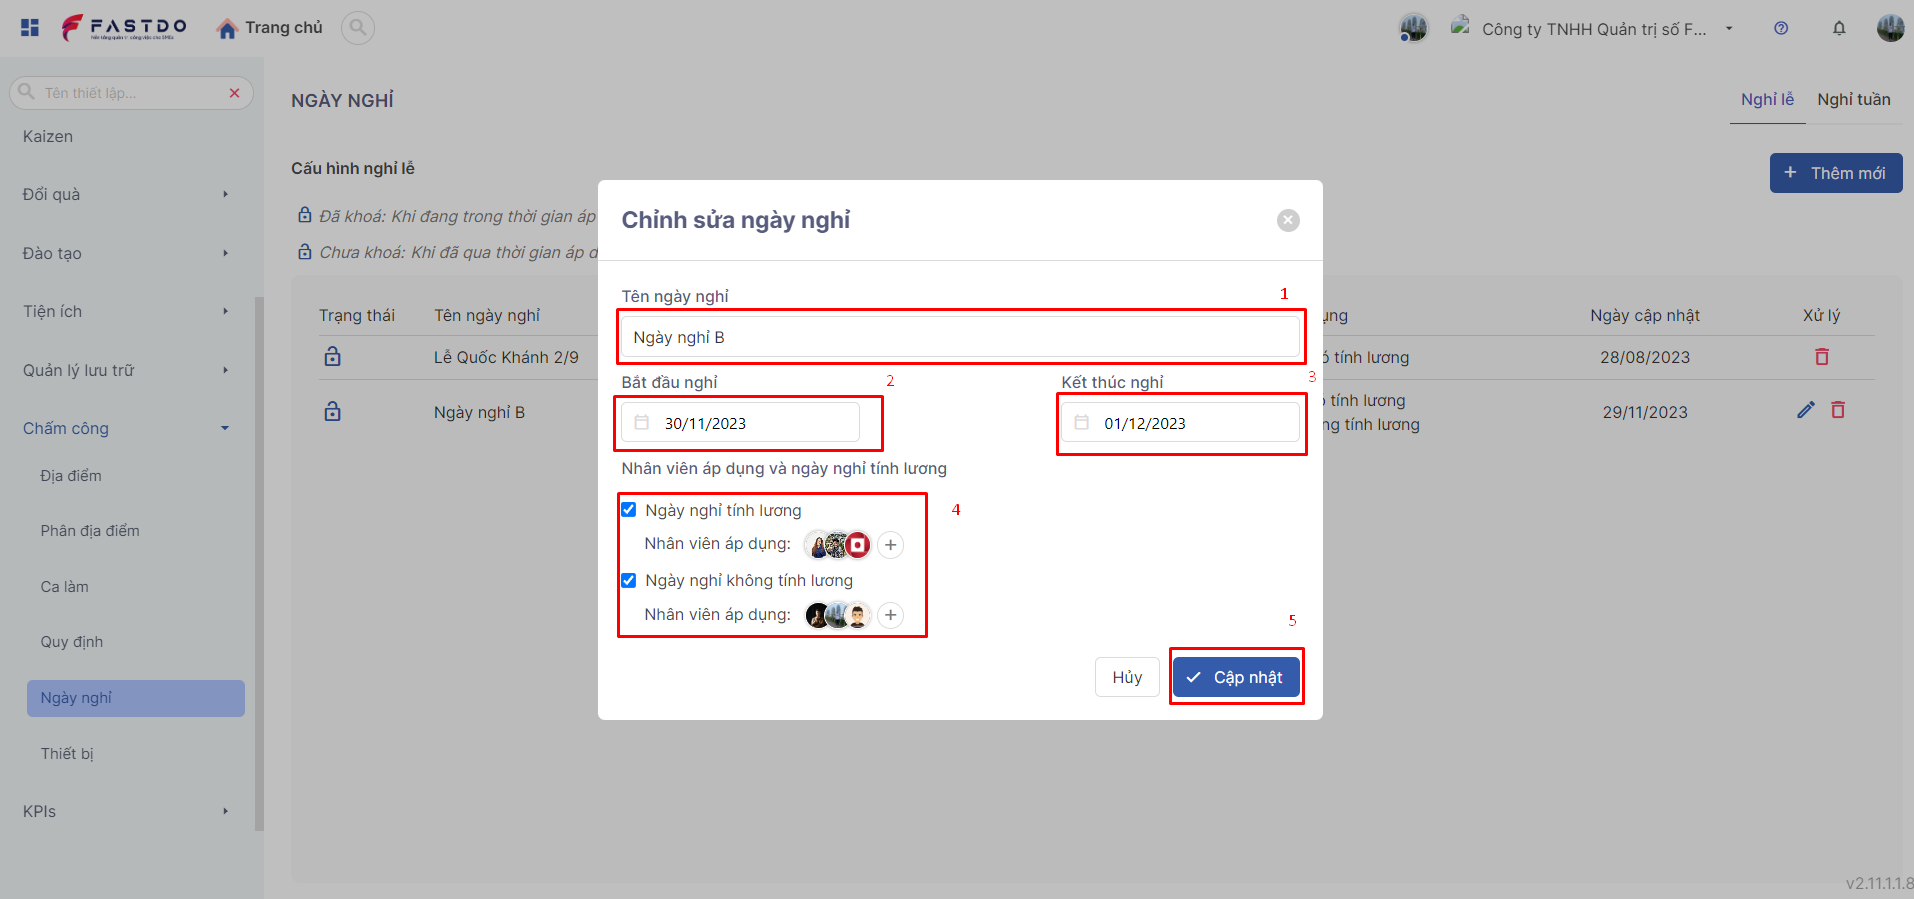 FASTDO
Trang chủ
Công ty TNHH Quản trị số F...
Tên thiết lập...
Kaizen
Đổi quà
Đào tạo
Tiện ích
Quản lý lưu trữ
Chấm công
Địa điểm
Phân địa điểm
Ca làm
Quy định
Ngày nghỉ
Thiết bị
KPIs
NGÀY NGHỈ
Nghỉ lễ
Nghỉ tuần
Cấu hình nghỉ lễ
+ Thêm mới
Đã khoá: Khi đang trong thời gian áp
Chưa khoá: Khi đã qua thời gian áp d
Trạng thái
Tên ngày nghỉ
ụng
Ngày cập nhật
Xử lý
Lễ Quốc Khánh 2/9
ó tính lương
28/08/2023
Ngày nghỉ B
tính lương
ng tính lương
29/11/2023
Chỉnh sửa ngày nghỉ
Tên ngày nghỉ
1
Ngày nghỉ B
Bắt đầu nghỉ
2
Kết thúc nghỉ
3
30/11/2023
01/12/2023
Nhân viên áp dụng và ngày nghỉ tính lương
Ngày nghỉ tính lương
4
Nhân viên áp dụng:
Ngày nghỉ không tính lương
Nhân viên áp dụng:
5
Hủy
Cập nhật
v2.11.1.1.8